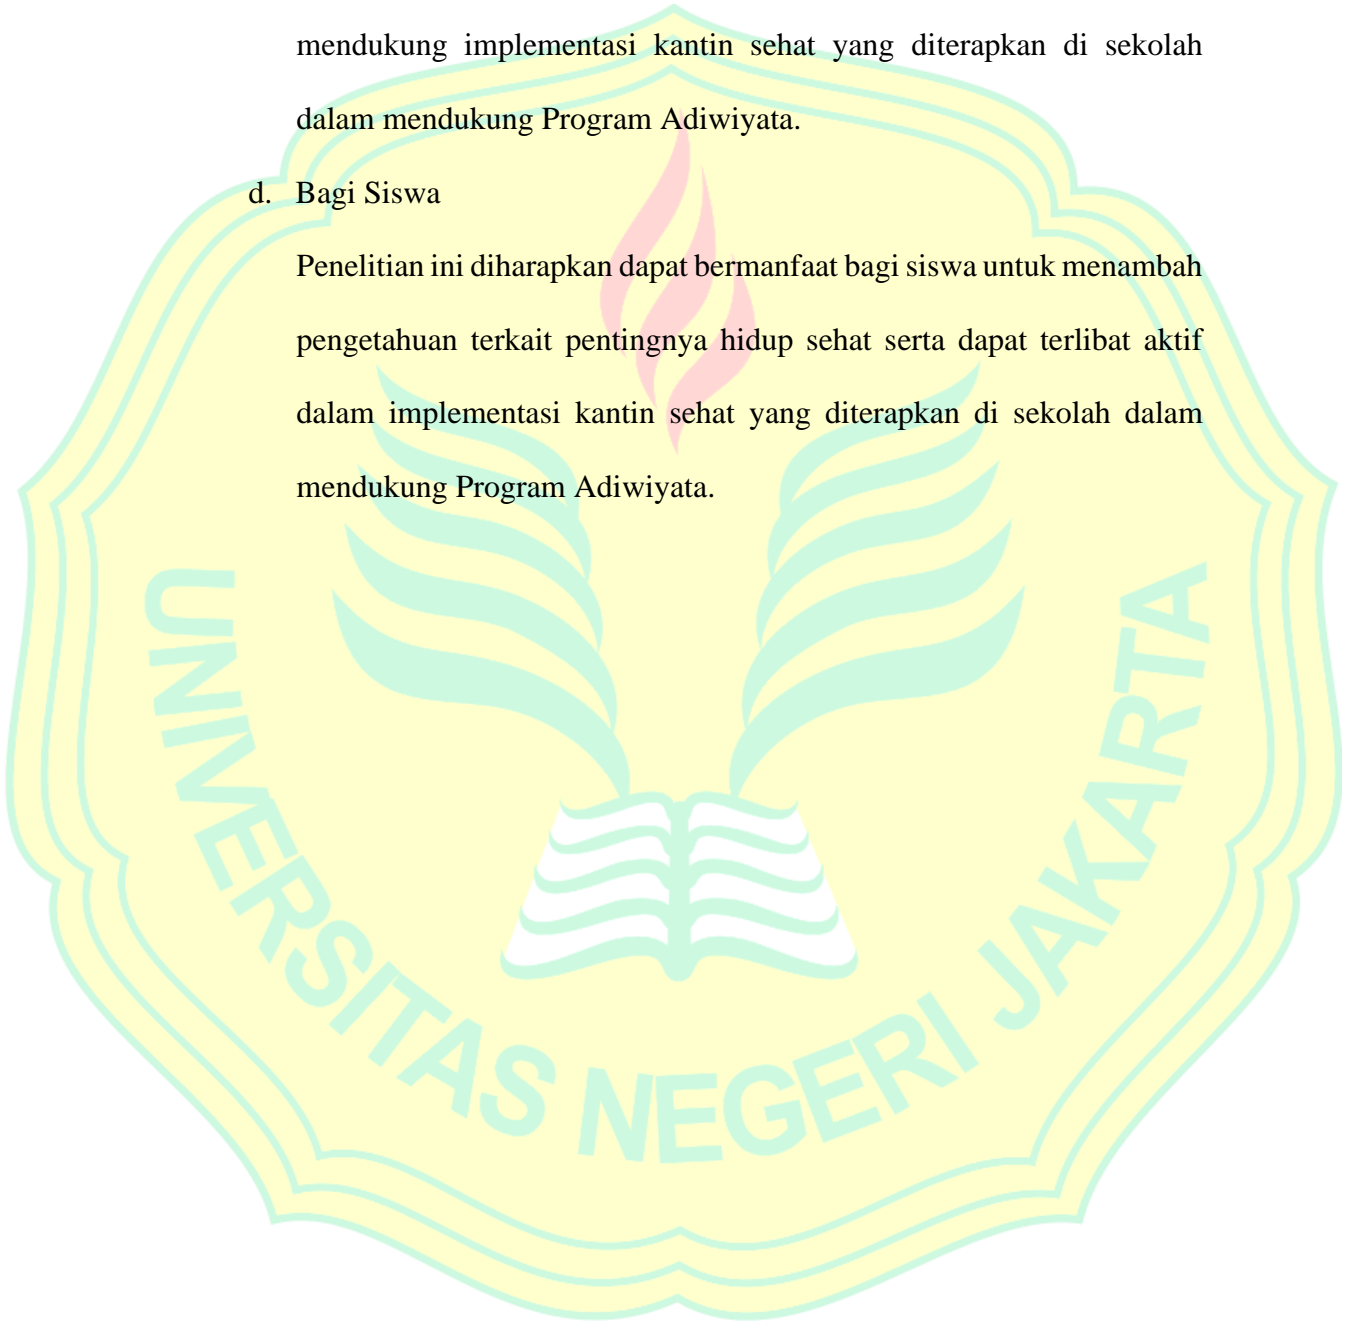 mendukung implementasi kantin sehat yang diterapkan di sekolah
dalam mendukung Program Adiwiyata.
d. Bagi Siswa
Penelitian ini diharapkan dapat bermanfaat bagi siswa untuk menambah
pengetahuan terkait pentingnya hidup sehat serta dapat terlibat aktif
dalam implementasi kantin sehat yang diterapkan di sekolah dalam
mendukung Program Adiwiyata.
UNIVERSITAS NEGERI JAKARTA